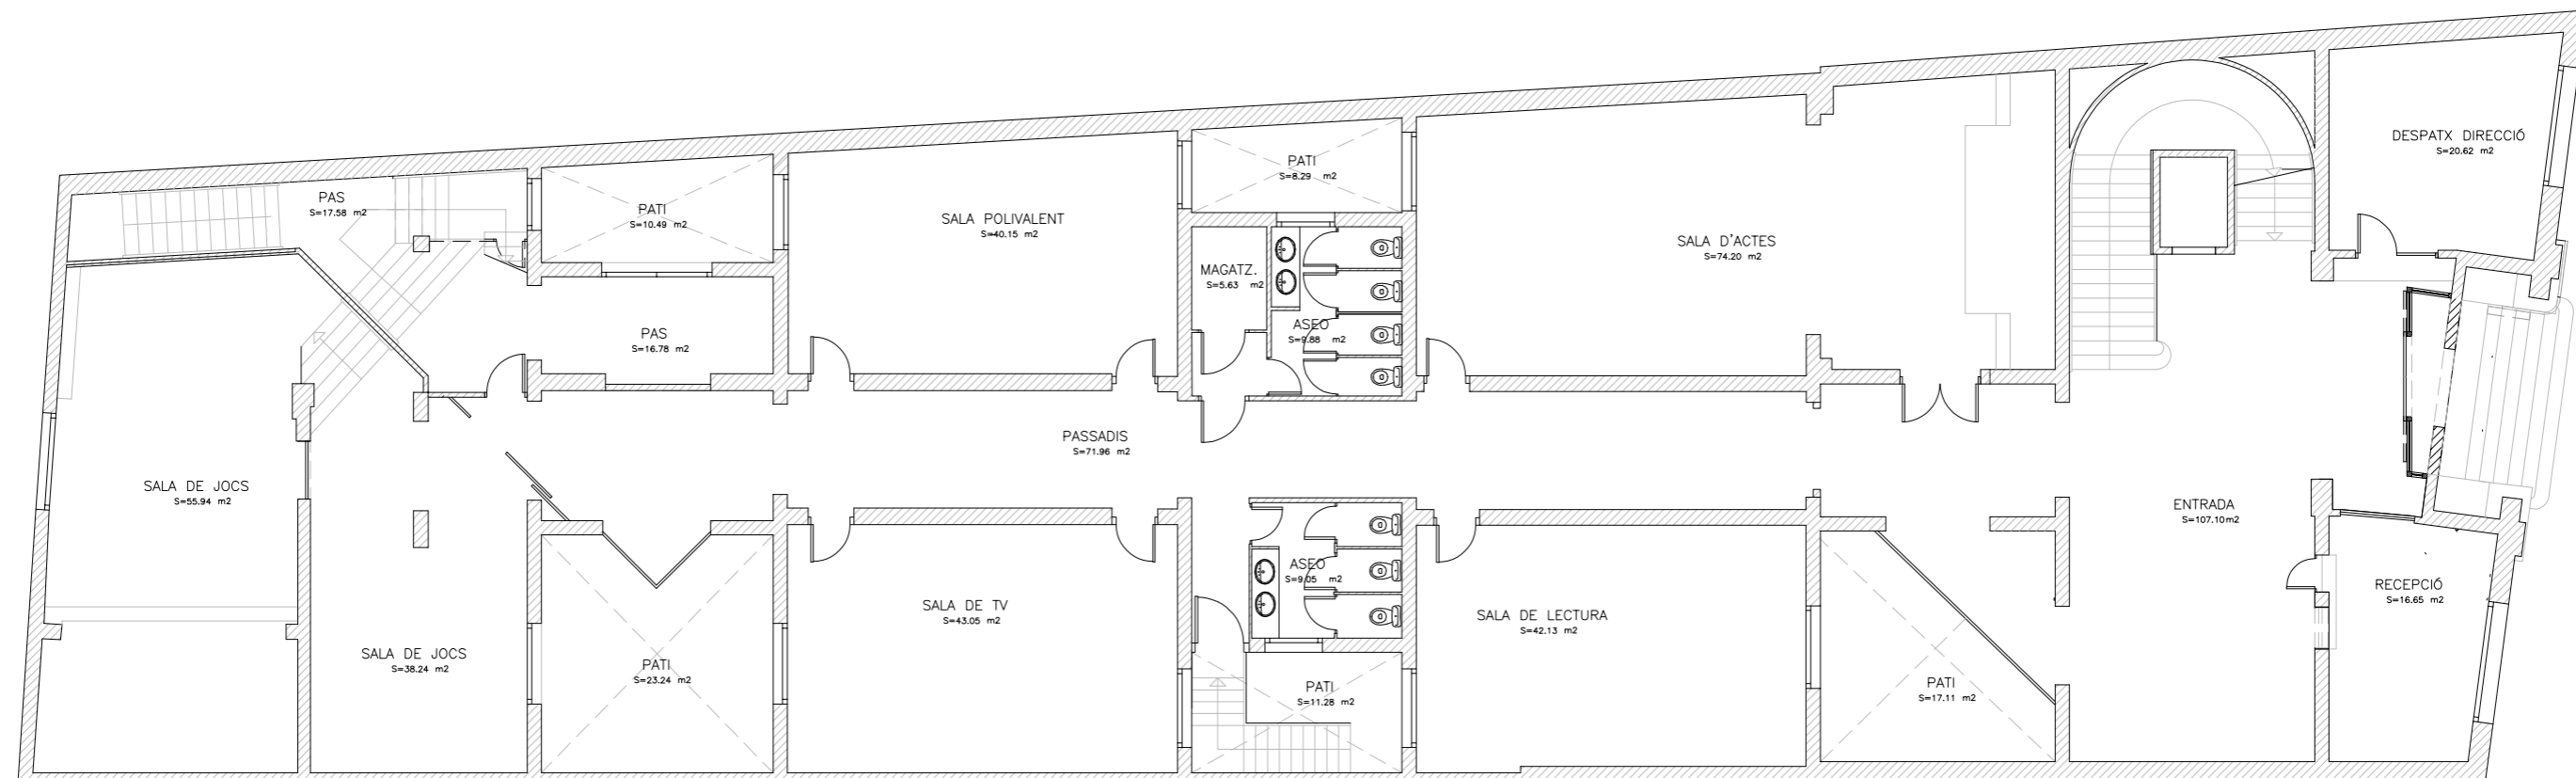 DESPATX DIRECCIÓ
S=20.62 m2
PATI
S=8.29 m2
PAS
S=17.58 m2
PATI
S=10.49 m2
SALA POLIVALENT
S=40.15 m2
SALA D'ACTES
S=74.20 m2
MAGATZ.
S=5.63 m2
ASEO
S=9.88 m2
PAS
S=16.78 m2
PASSADIS
S=71.96 m2
SALA DE JOCS
S=55.94 m2
ENTRADA
S=107.10m2
ASEO
S=9.05 m2
RECEPCIÓ
S=16.65 m2
SALA DE TV
S=43.05 m2
SALA DE LECTURA
S=42.13 m2
SALA DE JOCS
S=38.24 m2
PATI
S=23.24 m2
PATI
S=11.28 m2
PATI
S=17.11 m2